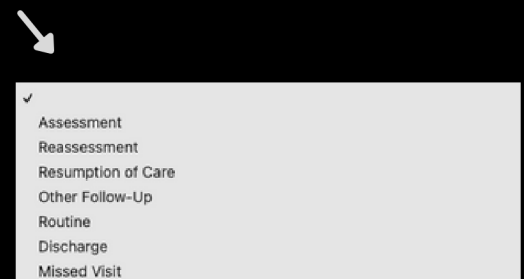 ✓
Assessment
Reassessment
Resumption of Care
Other Follow-Up
Routine
Discharge
Missed Visit